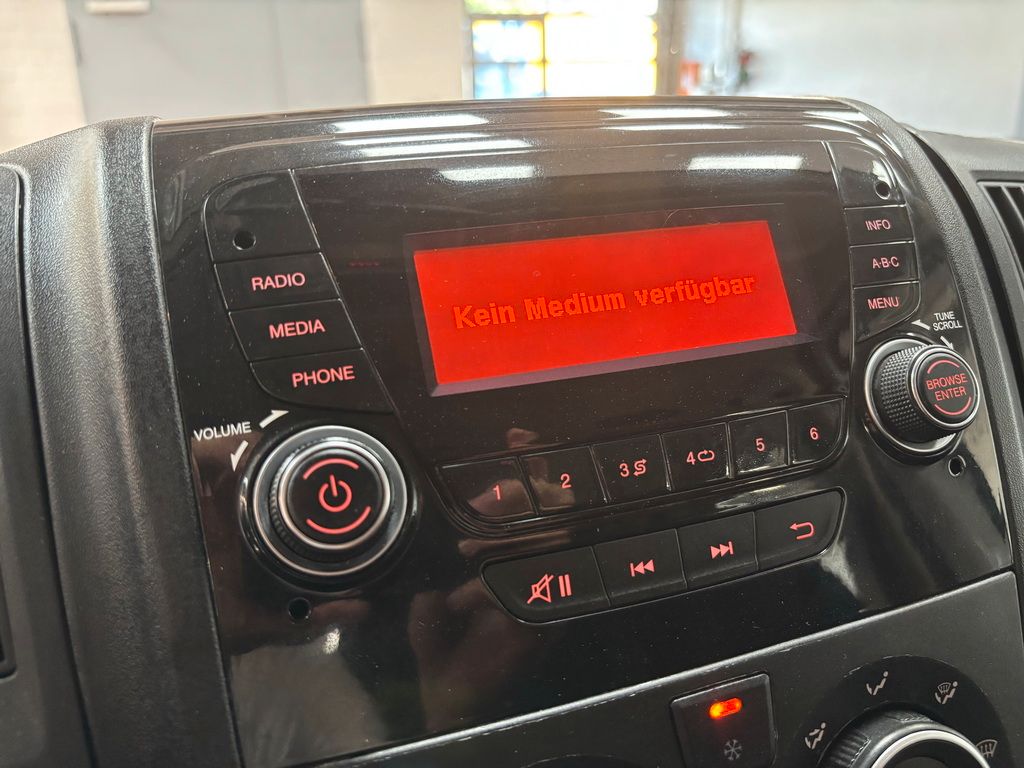 RADIO
MEDIA
PHONE
VOLUME
Kein Medium verfügbar
INFO
A·B·C
MENU
TUNE
SCROLL
BROWSE
ENTER
1
2
3
4
5
6